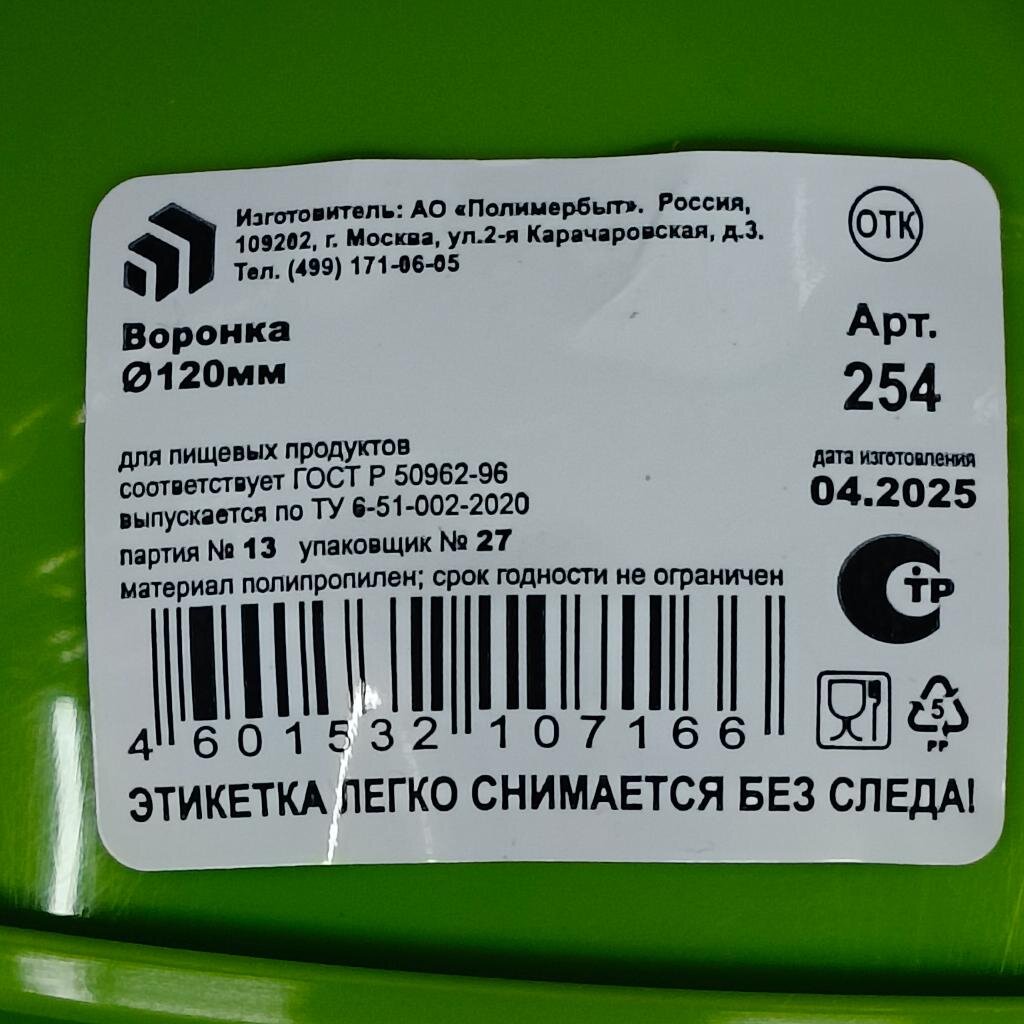 Изготовитель: АО «Полимербыт». Россия,
109202, г. Москва, ул.2-я Карачаровская, д.3.
Тел. (499) 171-06-05
ОТК
Воронка
Ø120мм
Арт.
254
для пищевых продуктов
соответствует ГОСТ Р 50962-96
выпускается по ТУ 6-51-002-2020
партия № 13 упаковщик № 27
материал полипропилен; срок годности не ограничен
дата изготовления
04.2025
СТР
4 601532 107166
5
PP
ЭТИКЕТКА ЛЕГКО СНИМАЕТСЯ БЕЗ СЛЕДА!